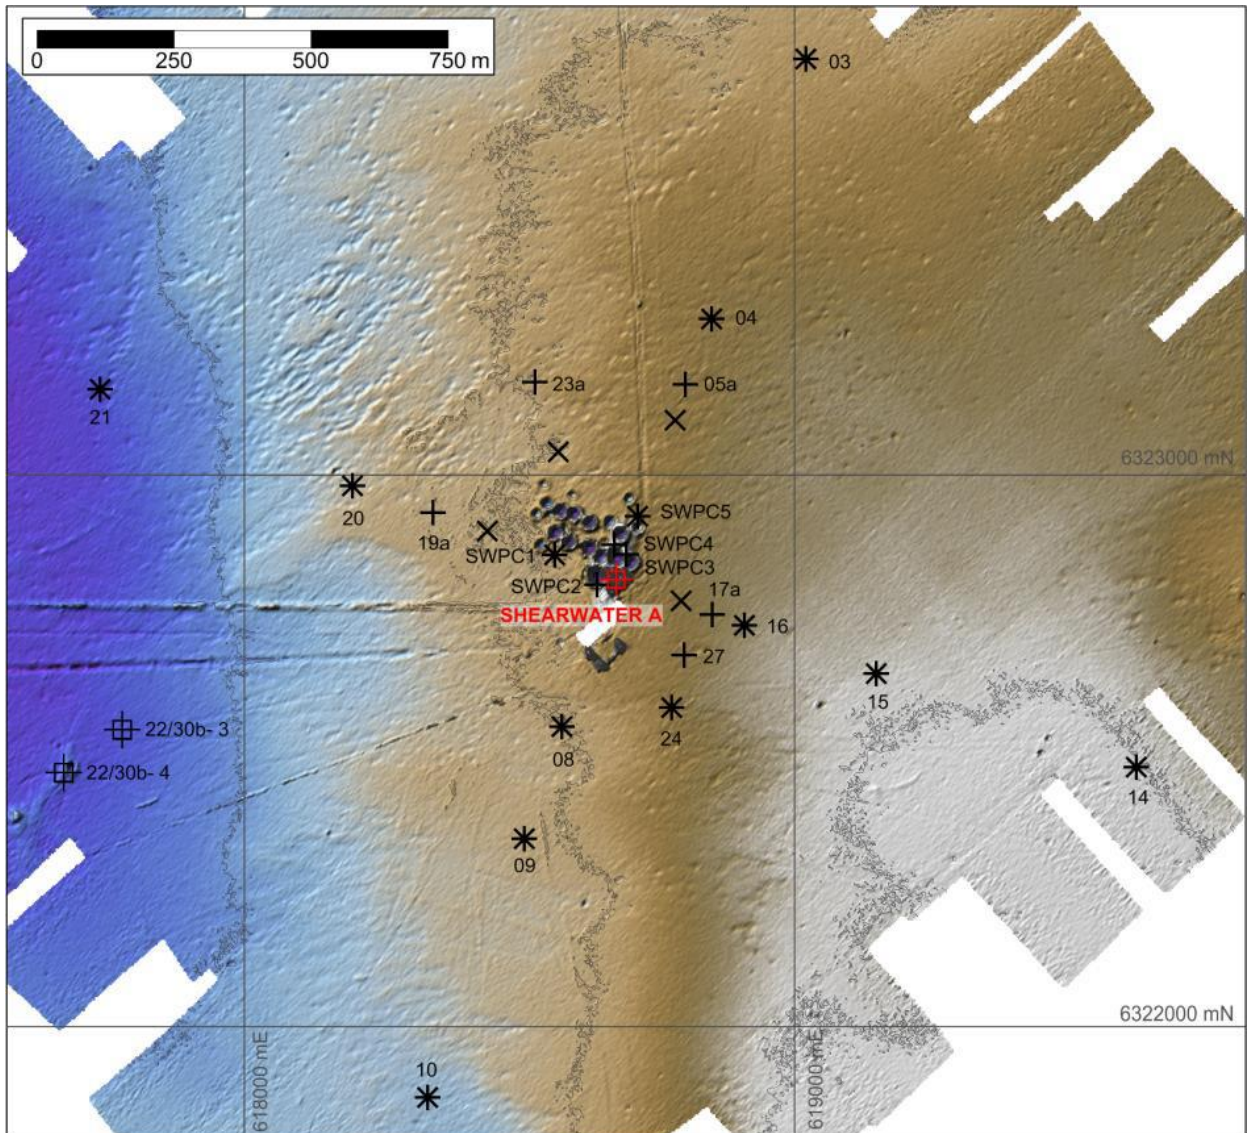 0 250 500 750 m
03
04
23a
05a
21
6323000 mN
20
19a
SWPC5
SWPC1
SWPC4
SWPC3
SWPC2
17a
SHEARWATER A
16
27
15
22/30b- 3
24
08
22/30b- 4
14
09
6322000 mN
618000 mE
619000 mE
10